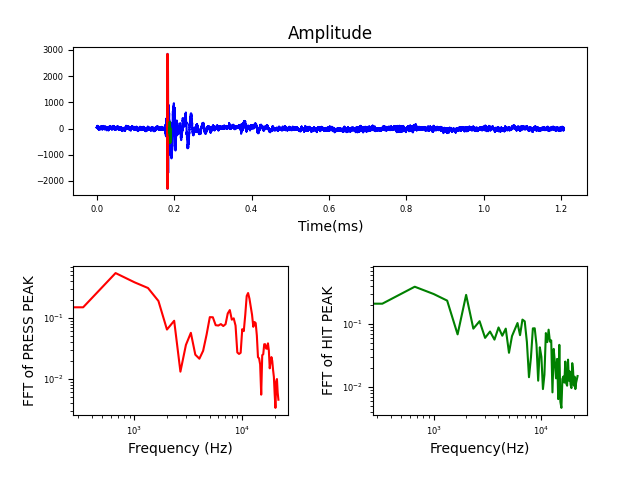 Amplitude
3000
2000
1000
0
−1000
−2000
0.0 0.2 0.4 0.6 0.8 1.0 1.2
Time(ms)
FFT of PRESS PEAK
10⁻¹
10⁻²
10³ 10⁴
Frequency (Hz)
FFT of HIT PEAK
10⁻¹
10⁻²
10³ 10⁴
Frequency(Hz)